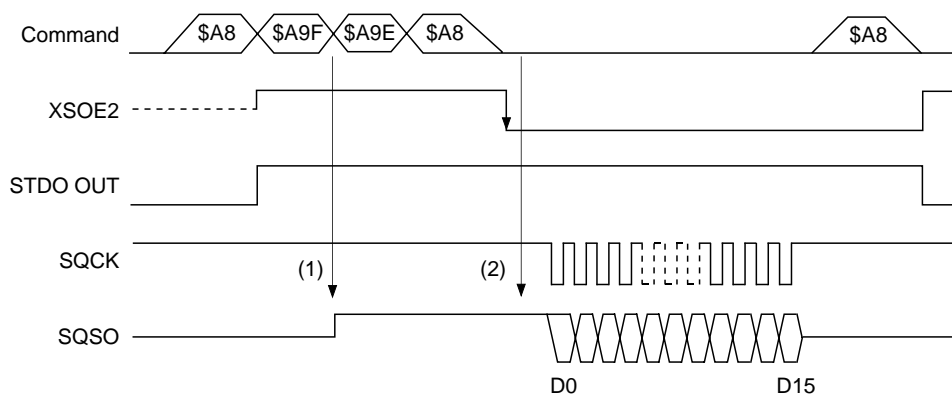 Command
$A8 $A9F $A9E $A8 $A8
XSOE2
STDO OUT
SQCK
(1) (2)
SQSO
D0 D15